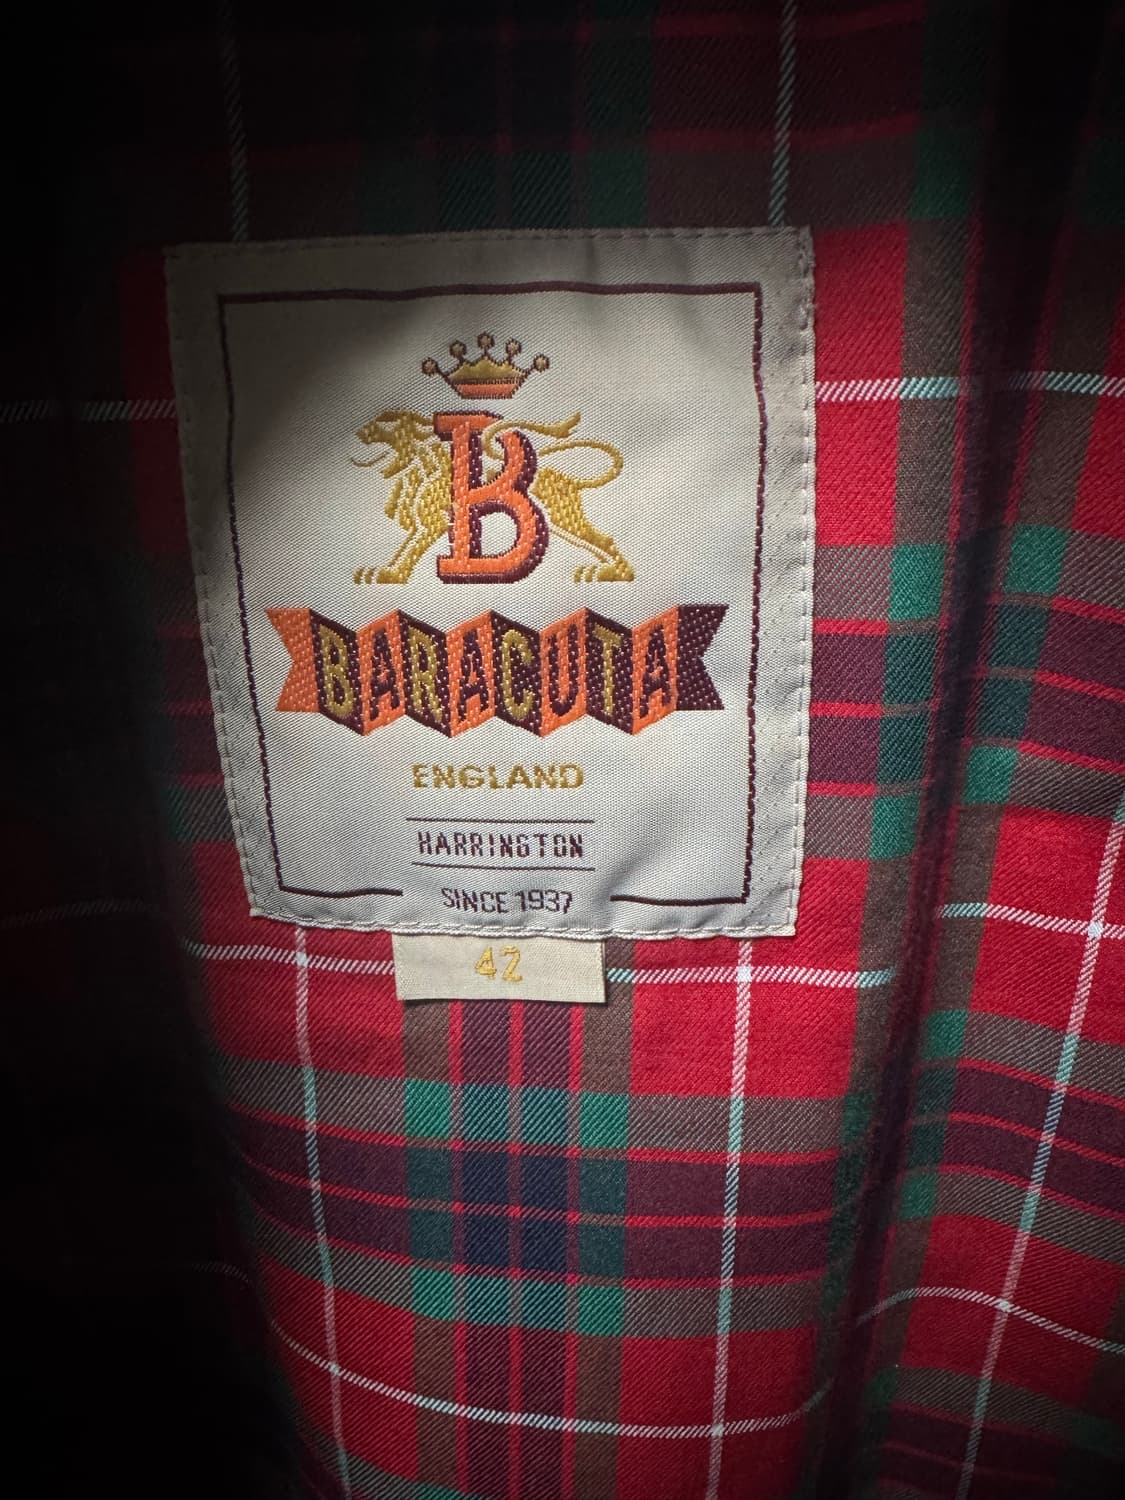 B
BARACUTA
ENGLAND
HARRINGTON
SINCE 1937
42